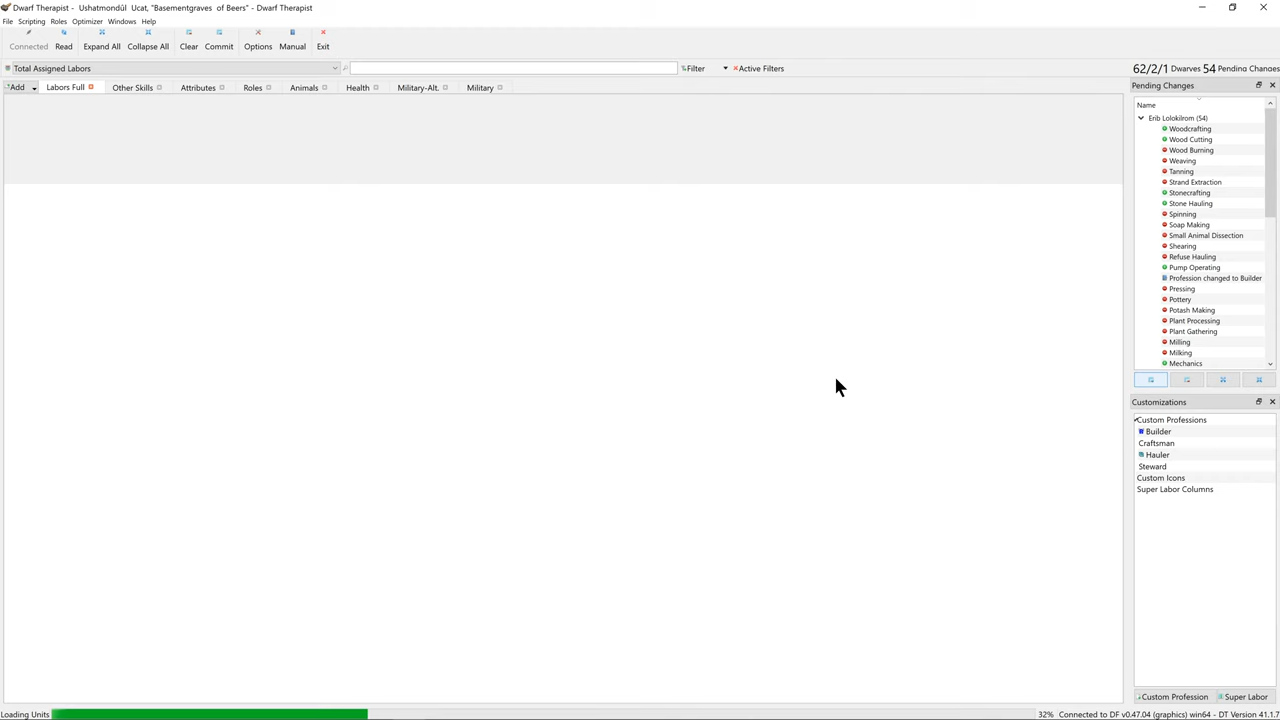 Dwarf Therapist - Ushatmondûl Ucat, "Basementgraves of Beers" - Dwarf Therapist
File Scripting Roles Optimizer Windows Help
Connected Read Expand All Collapse All Clear Commit Options Manual Exit
Total Assigned Labors Filter Active Filters 62/2/1 Dwarves 54 Pending Changes
Add Labors Full Other Skills Attributes Roles Animals Health Military-Alt. Military
Pending Changes
Name
Erib Lolokilrom (54)
Woodcrafting
Wood Cutting
Wood Burning
Weaving
Tanning
Strand Extraction
Stonecrafting
Stone Hauling
Spinning
Soap Making
Small Animal Dissection
Shearing
Refuse Hauling
Pump Operating
Profession changed to Builder
Pressing
Pottery
Potash Making
Plant Processing
Plant Gathering
Milling
Milking
Mechanics
Customizations
Custom Professions
Builder
Craftsman
Hauler
Steward
Custom Icons
Super Labor Columns
Custom Profession Super Labor
Loading Units 32% Connected to DF v0.47.04 (graphics) win64 - DT Version 41.1.7